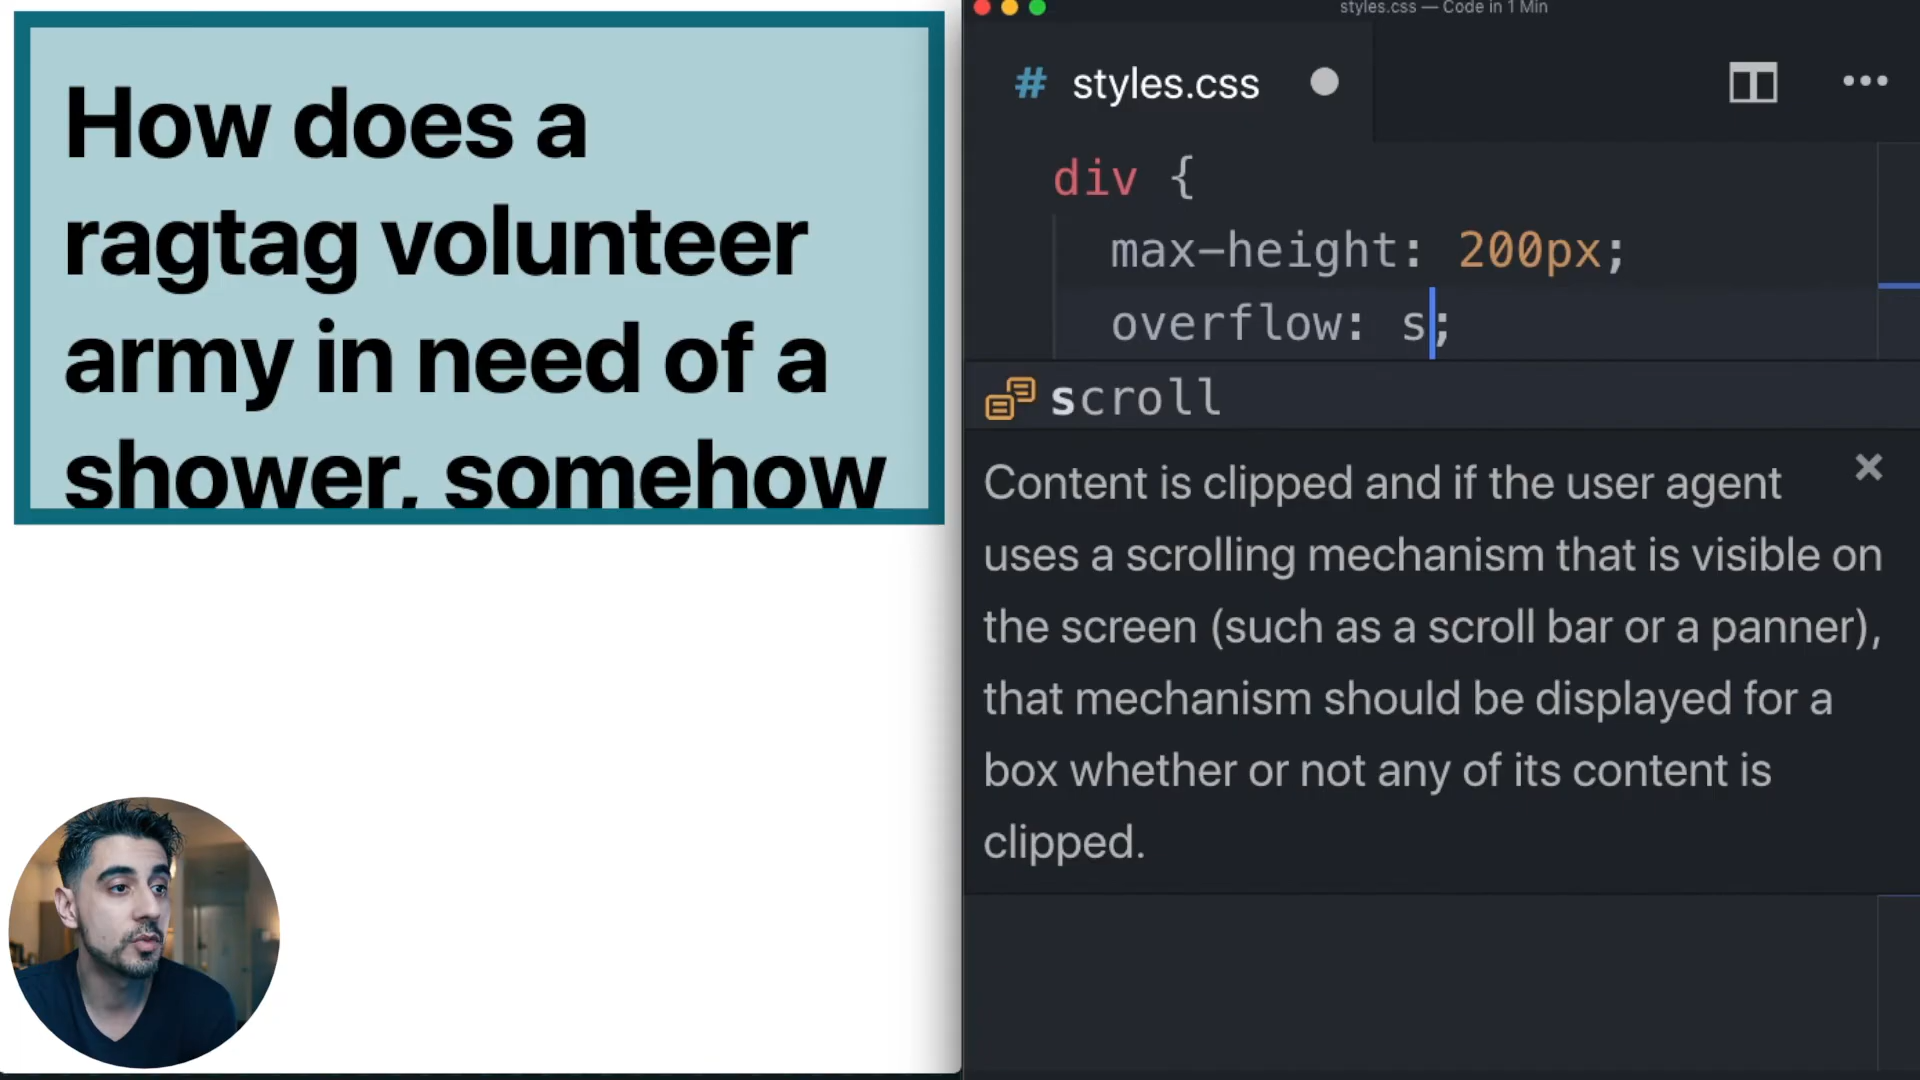 How does a
ragtag volunteer
army in need of a
shower, somehow
styles.css — Code in 1 Min
# styles.css
div {
max-height: 200px;
overflow: s;
scroll
Content is clipped and if the user agent
uses a scrolling mechanism that is visible on
the screen (such as a scroll bar or a panner),
that mechanism should be displayed for a
box whether or not any of its content is
clipped.